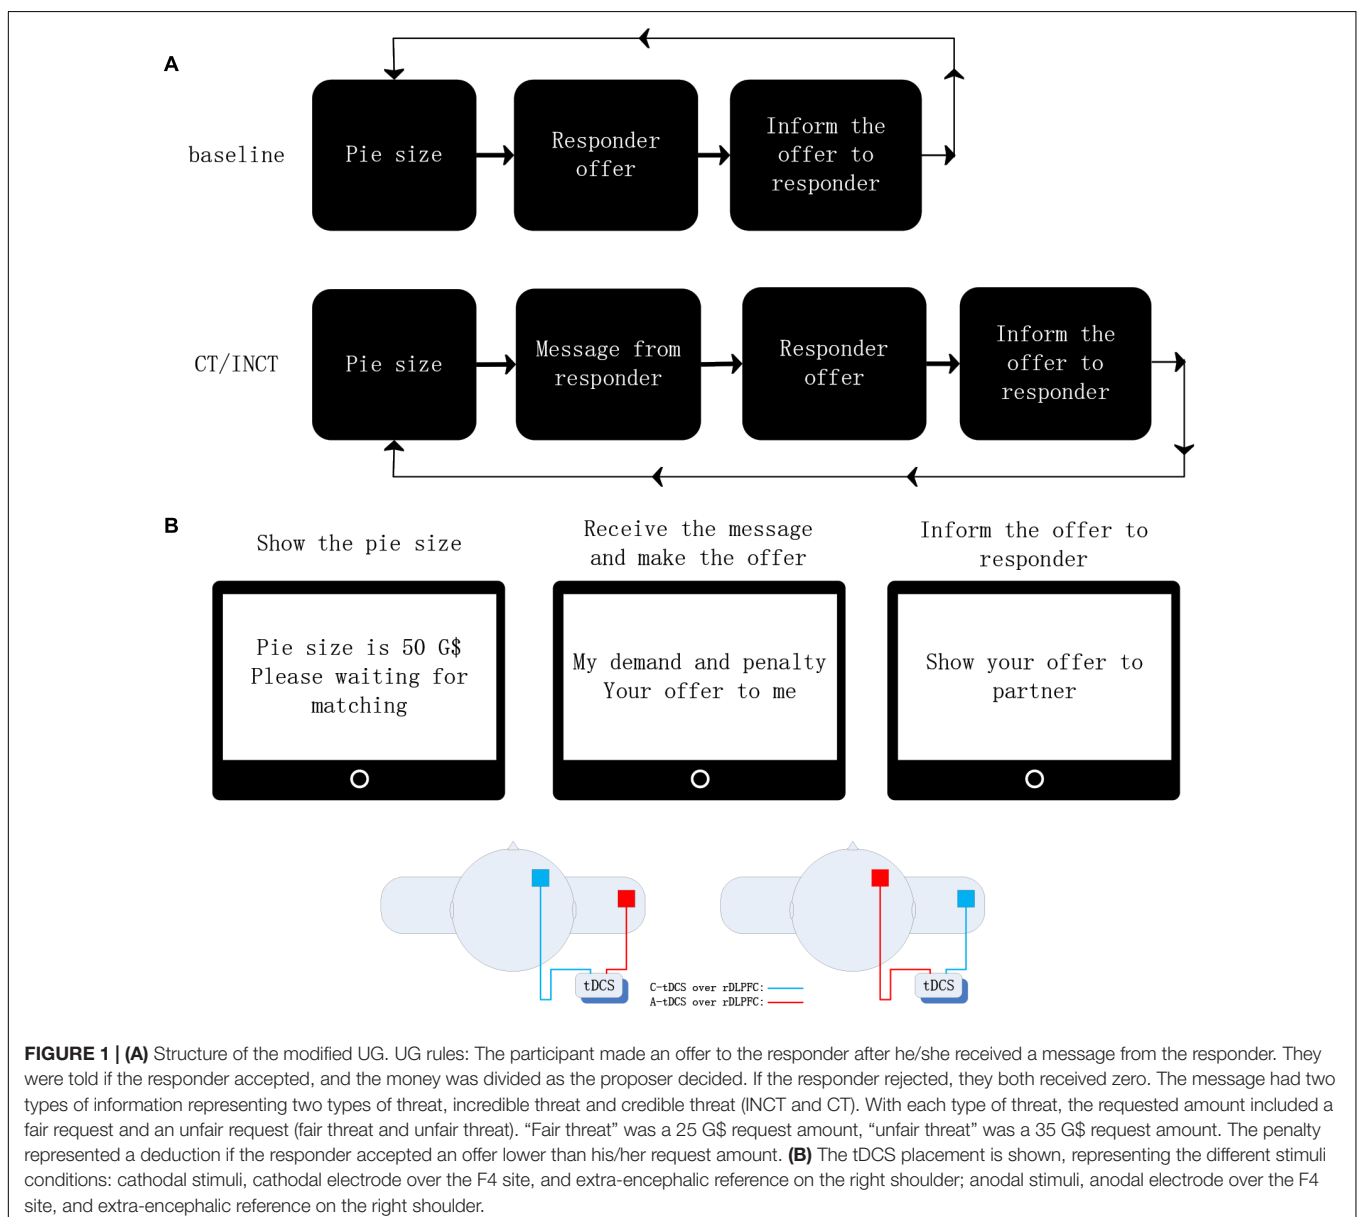 A
baseline
Pie size
Responder
offer
Inform the
offer to
responder
CT/INCT
Pie size
Message from
responder
Responder
offer
Inform the
offer to
responder
B
Show the pie size
Receive the message
and make the offer
Inform the offer to
responder
Pie size is 50 G$
Please waiting for
matching
My demand and penalty
Your offer to me
Show your offer to
partner
tDCS
C-tDCS over rDLPFC:
A-tDCS over rDLPFC:
tDCS
FIGURE 1 | (A) Structure of the modified UG. UG rules: The participant made an offer to the responder after he/she received a message from the responder. They
were told if the responder accepted, and the money was divided as the proposer decided. If the responder rejected, they both received zero. The message had two
types of information representing two types of threat, incredible threat and credible threat (INCT and CT). With each type of threat, the requested amount included a
fair request and an unfair request (fair threat and unfair threat). “Fair threat” was a 25 G$ request amount, “unfair threat” was a 35 G$ request amount. The penalty
represented a deduction if the responder accepted an offer lower than his/her request amount. (B) The tDCS placement is shown, representing the different stimuli
conditions: cathodal stimuli, cathodal electrode over the F4 site, and extra-encephalic reference on the right shoulder; anodal stimuli, anodal electrode over the F4
site, and extra-encephalic reference on the right shoulder.